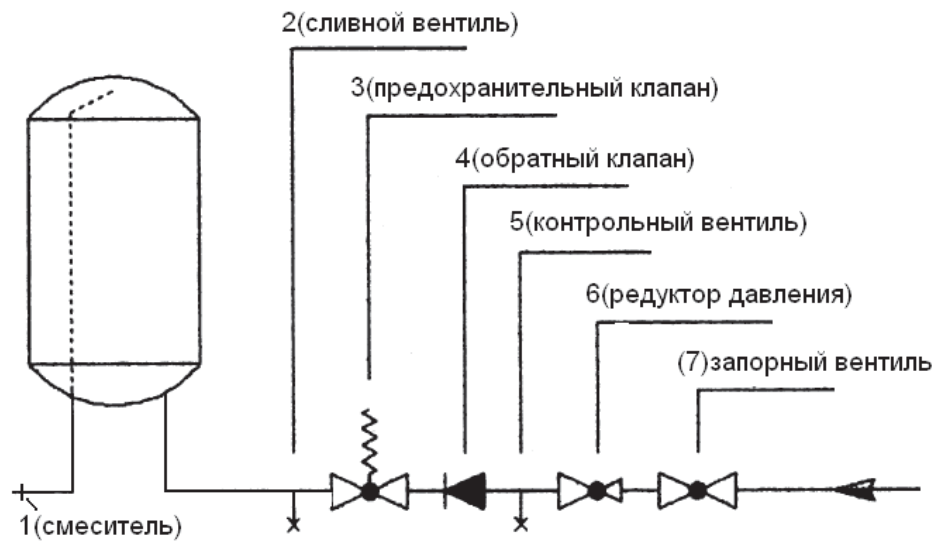 2(сливной вентиль)
3(предохранительный клапан)
4(обратный клапан)
5(контрольный вентиль)
6(редуктор давления)
(7)запорный вентиль
1(смеситель)